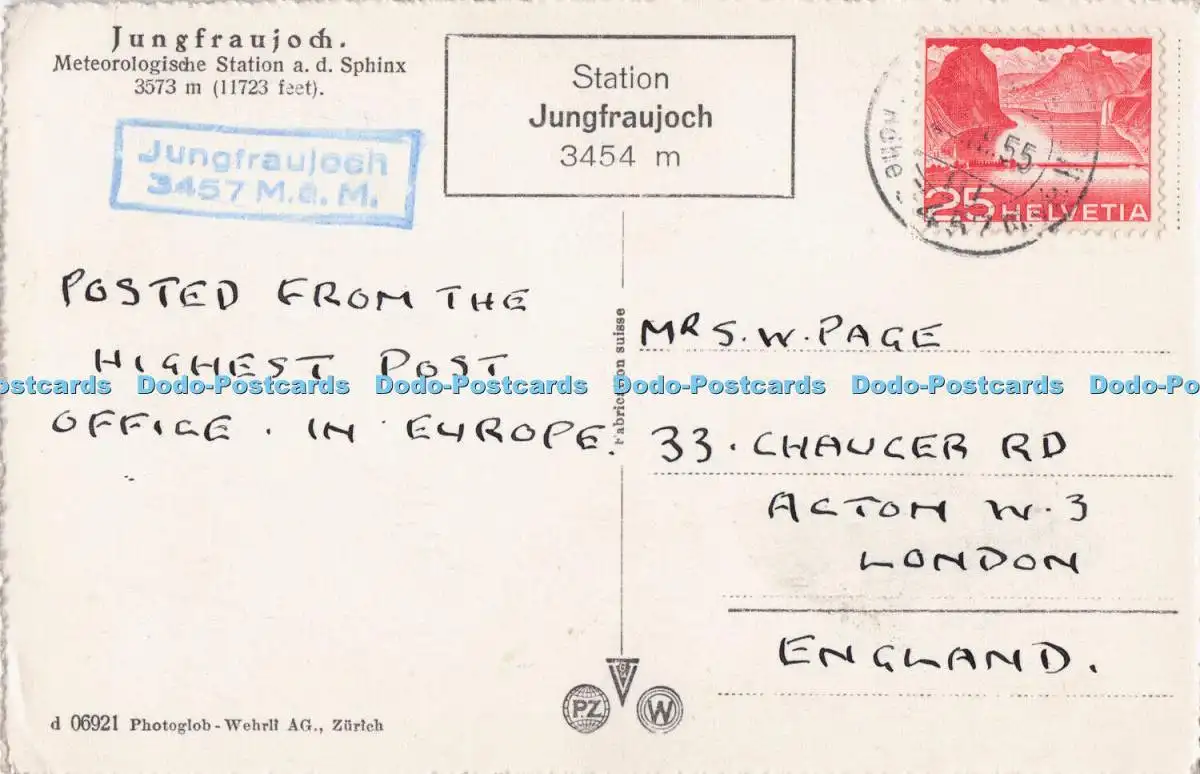 Jungfraujoch.
Meteorologische Station a. d. Sphinx
3573 m (11723 feet).
Jungfraujoch
3457 M.ü.M.
Station
Jungfraujoch
3454 m
55
25 HELVETIA
POSTED FROM THE
HIGHEST POST
OFFICE . IN EUROPE.
Fabrication suisse
MR S. W. PAGE
33. CHAUCER RD
ACTON W.3
LONDON
ENGLAND.
Dodo-Postcards Dodo-Postcards Dodo-Postcards Dodo-Postcards Dodo-Postcards
PZ
W
d 06921 Photoglob-Wehrli AG., Zürich